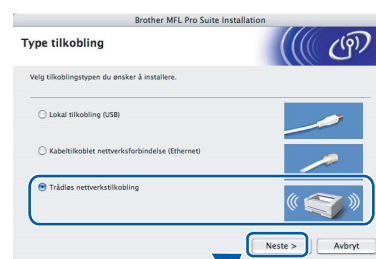 Brother MFL Pro Suite Installation
Type tilkobling
Velg tilkoblingstypen du ønsker å installere.
Lokal tilkobling (USB)
Kabeltilkoblet nettverksforbindelse (Ethernet)
Trådløs nettverkstilkobling
Neste >
Avbryt